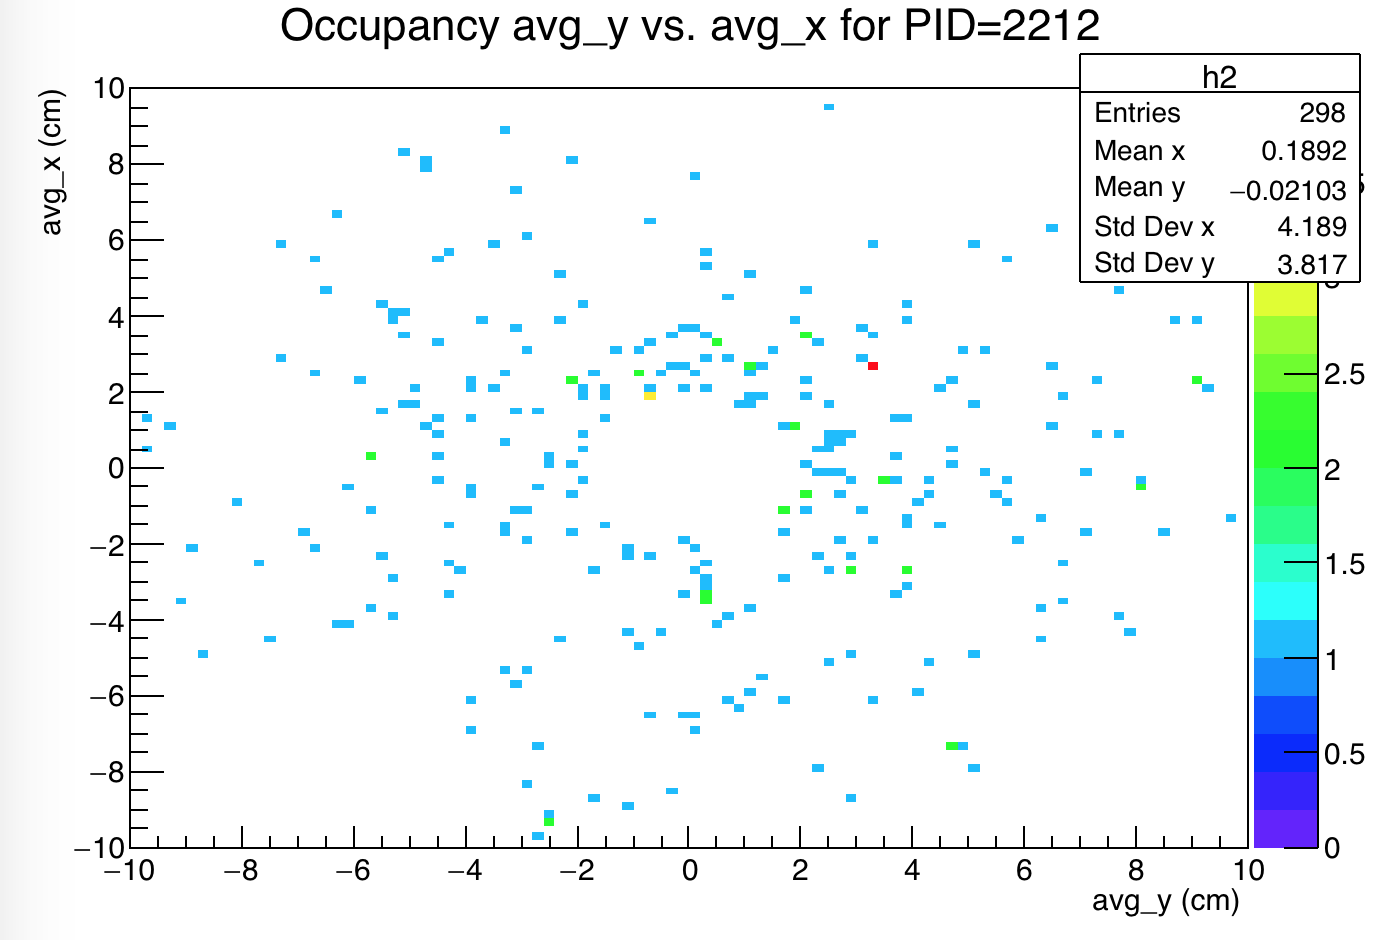 Occupancy avg_y vs. avg_x for PID=2212
h2
Entries 298
Mean x 0.1892
Mean y −0.02103
Std Dev x 4.189
Std Dev y 3.817
avg_x (cm)
10
8
6
4
2
0
−2
−4
−6
−8
−10
−10 −8 −6 −4 −2 0 2 4 6 8 10
avg_y (cm)
2.5
2
1.5
1
0.5
0